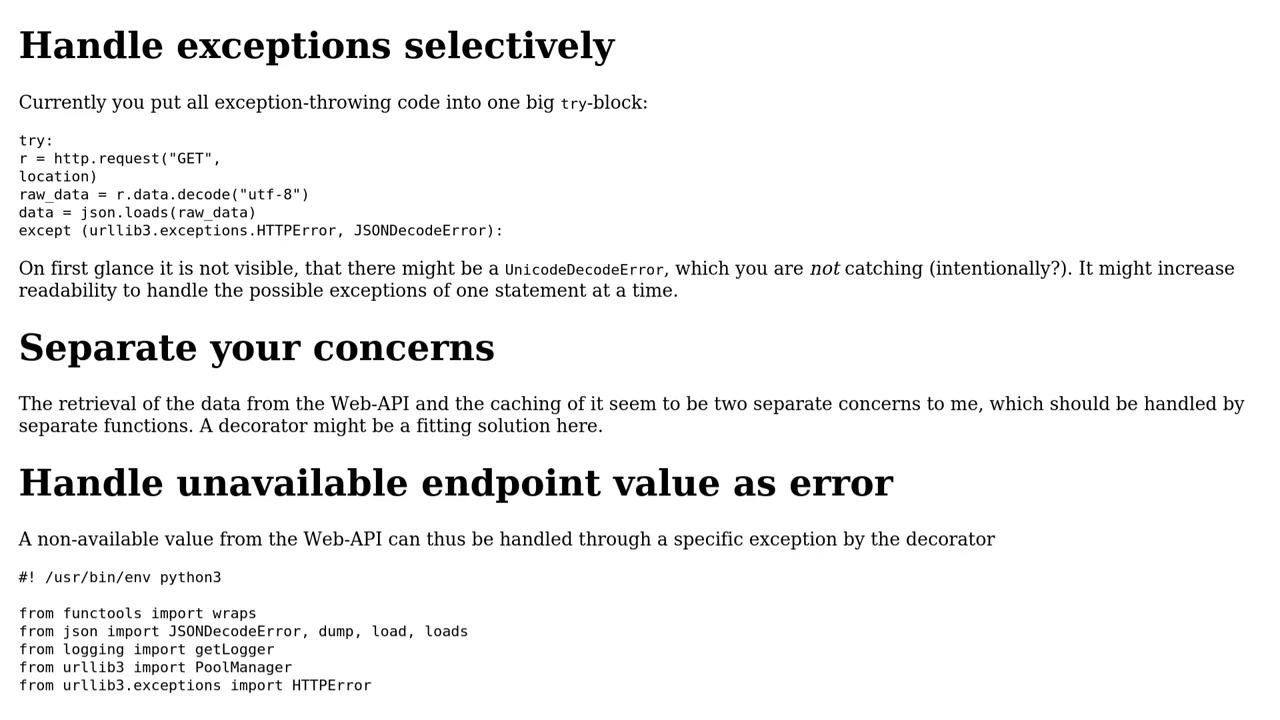 Handle exceptions selectively
Currently you put all exception-throwing code into one big try-block:
try:
r = http.request("GET",
location)
raw_data = r.data.decode("utf-8")
data = json.loads(raw_data)
except (urllib3.exceptions.HTTPError, JSONDecodeError):
On first glance it is not visible, that there might be a UnicodeDecodeError, which you are not catching (intentionally?). It might increase
readability to handle the possible exceptions of one statement at a time.
Separate your concerns
The retrieval of the data from the Web-API and the caching of it seem to be two separate concerns to me, which should be handled by
separate functions. A decorator might be a fitting solution here.
Handle unavailable endpoint value as error
A non-available value from the Web-API can thus be handled through a specific exception by the decorator
#! /usr/bin/env python3
from functools import wraps
from json import JSONDecodeError, dump, load, loads
from logging import getLogger
from urllib3 import PoolManager
from urllib3.exceptions import HTTPError